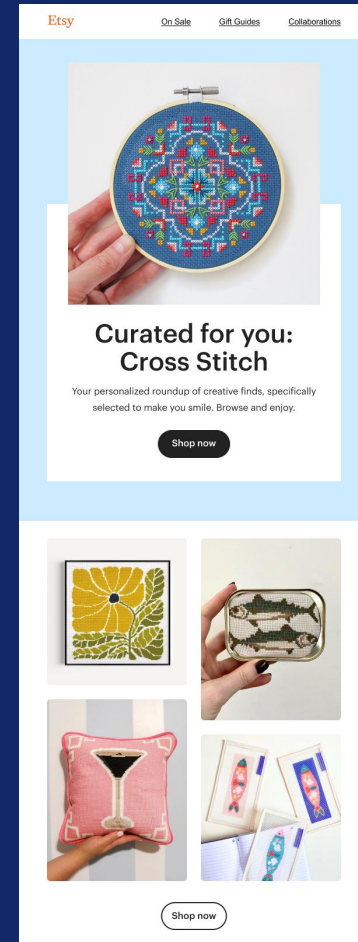 Etsy
On Sale
Gift Guides
Collaborations
Curated for you:
Cross Stitch
Your personalized roundup of creative finds, specifically
selected to make you smile. Browse and enjoy.
Shop now
Shop now